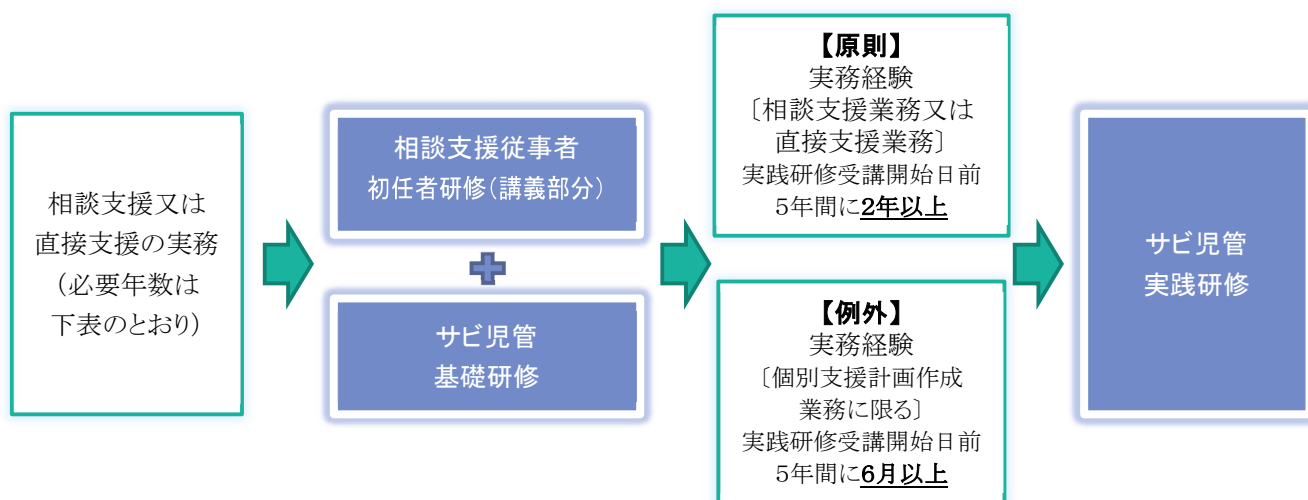 相談支援又は
直接支援の実務
（必要年数は
下表のとおり）
相談支援従事者
初任者研修（講義部分）
サビ児管
基礎研修
【原則】
実務経験
〔相談支援業務又は
直接支援業務〕
実践研修受講開始日前
5年間に2年以上
【例外】
実務経験
〔個別支援計画作成
業務に限る〕
実践研修受講開始日前
5年間に6月以上
サビ児管
実践研修